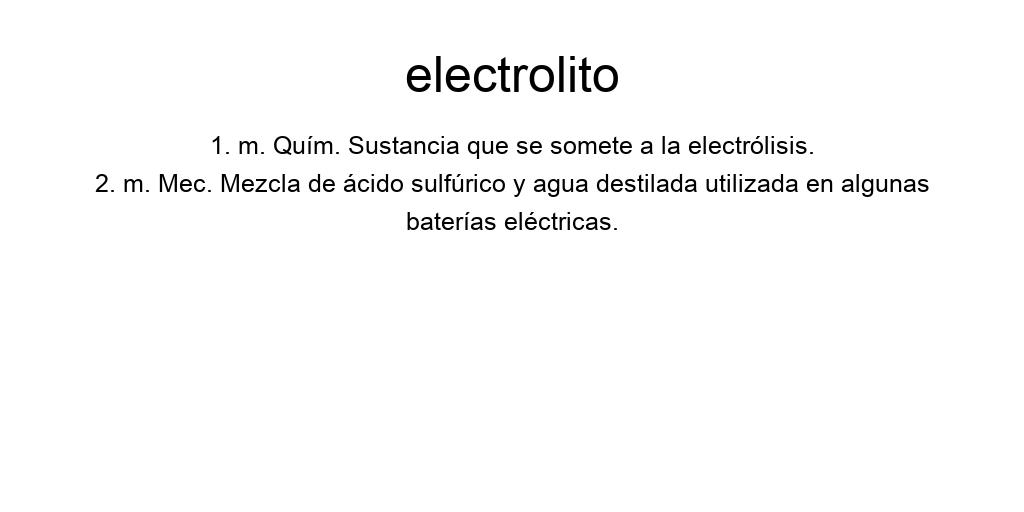 electrolito
1. m. Quím. Sustancia que se somete a la electrólisis.
2. m. Mec. Mezcla de ácido sulfúrico y agua destilada utilizada en algunas
baterías eléctricas.